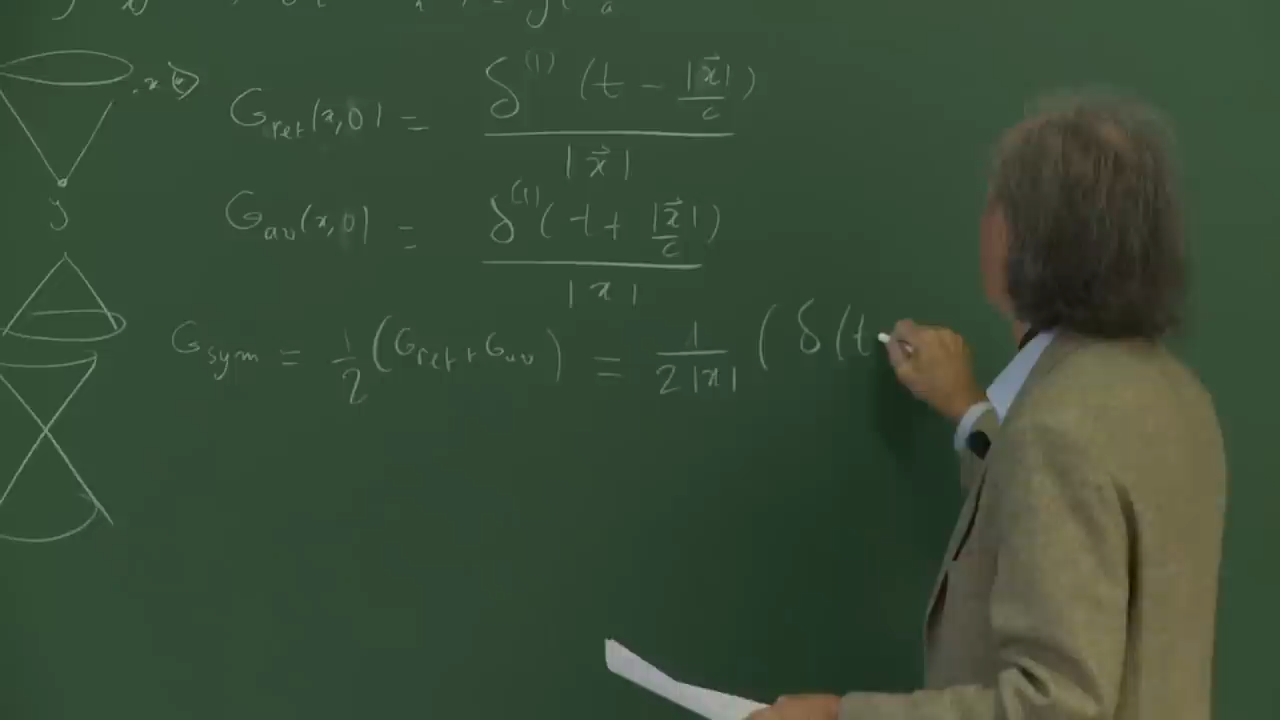 G_ret(x,0) = δ^(1)(t − |x⃗|/c) / |x⃗|
G_av(x,0) = δ^(1)(t + |x⃗|/c) / |x|
y
G_sym = 1/2 (G_ret + G_av) = 1/(2|x|) (δ(t